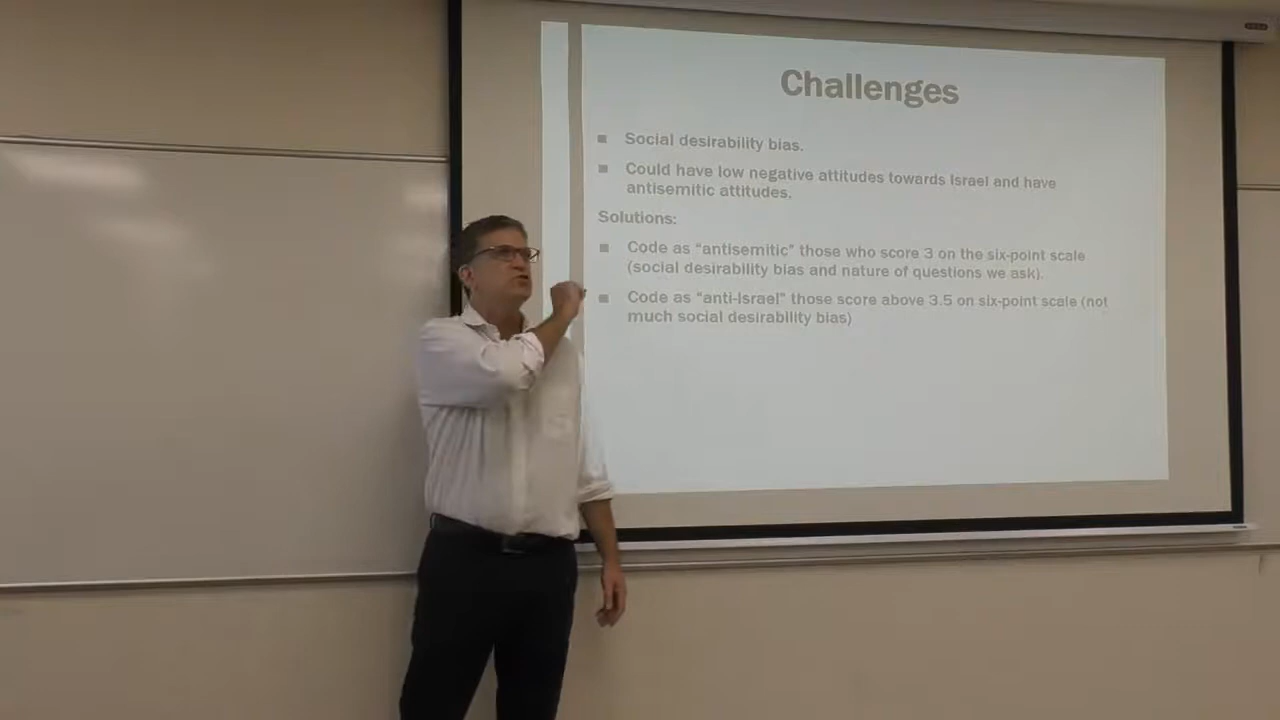 Challenges
Social desirability bias.
Could have low negative attitudes towards Israel and have
antisemitic attitudes.
Solutions:
Code as “antisemitic” those who score 3 on the six-point scale
(social desirability bias and nature of questions we ask).
Code as “anti-Israel” those score above 3.5 on six-point scale (not
much social desirability bias)